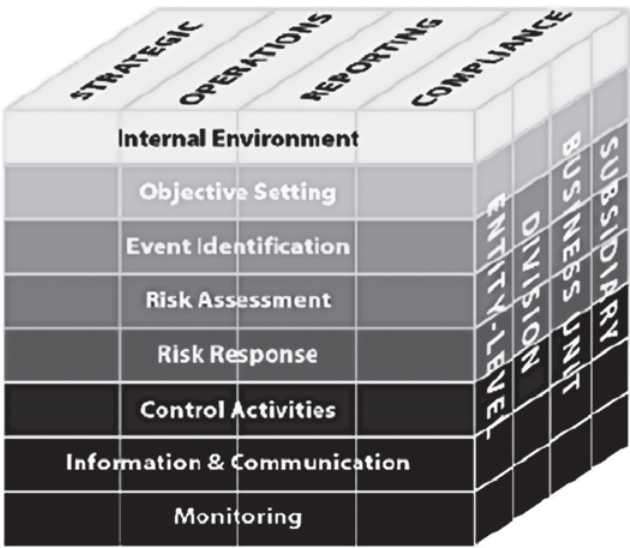 STRATEGIC
OPERATIONS
REPORTING
COMPLIANCE
Internal Environment
Objective Setting
Event Identification
Risk Assessment
Risk Response
Control Activities
Information & Communication
Monitoring
ENTITY-LEVEL
DIVISION
BUSINESS UNIT
SUBSIDIARY